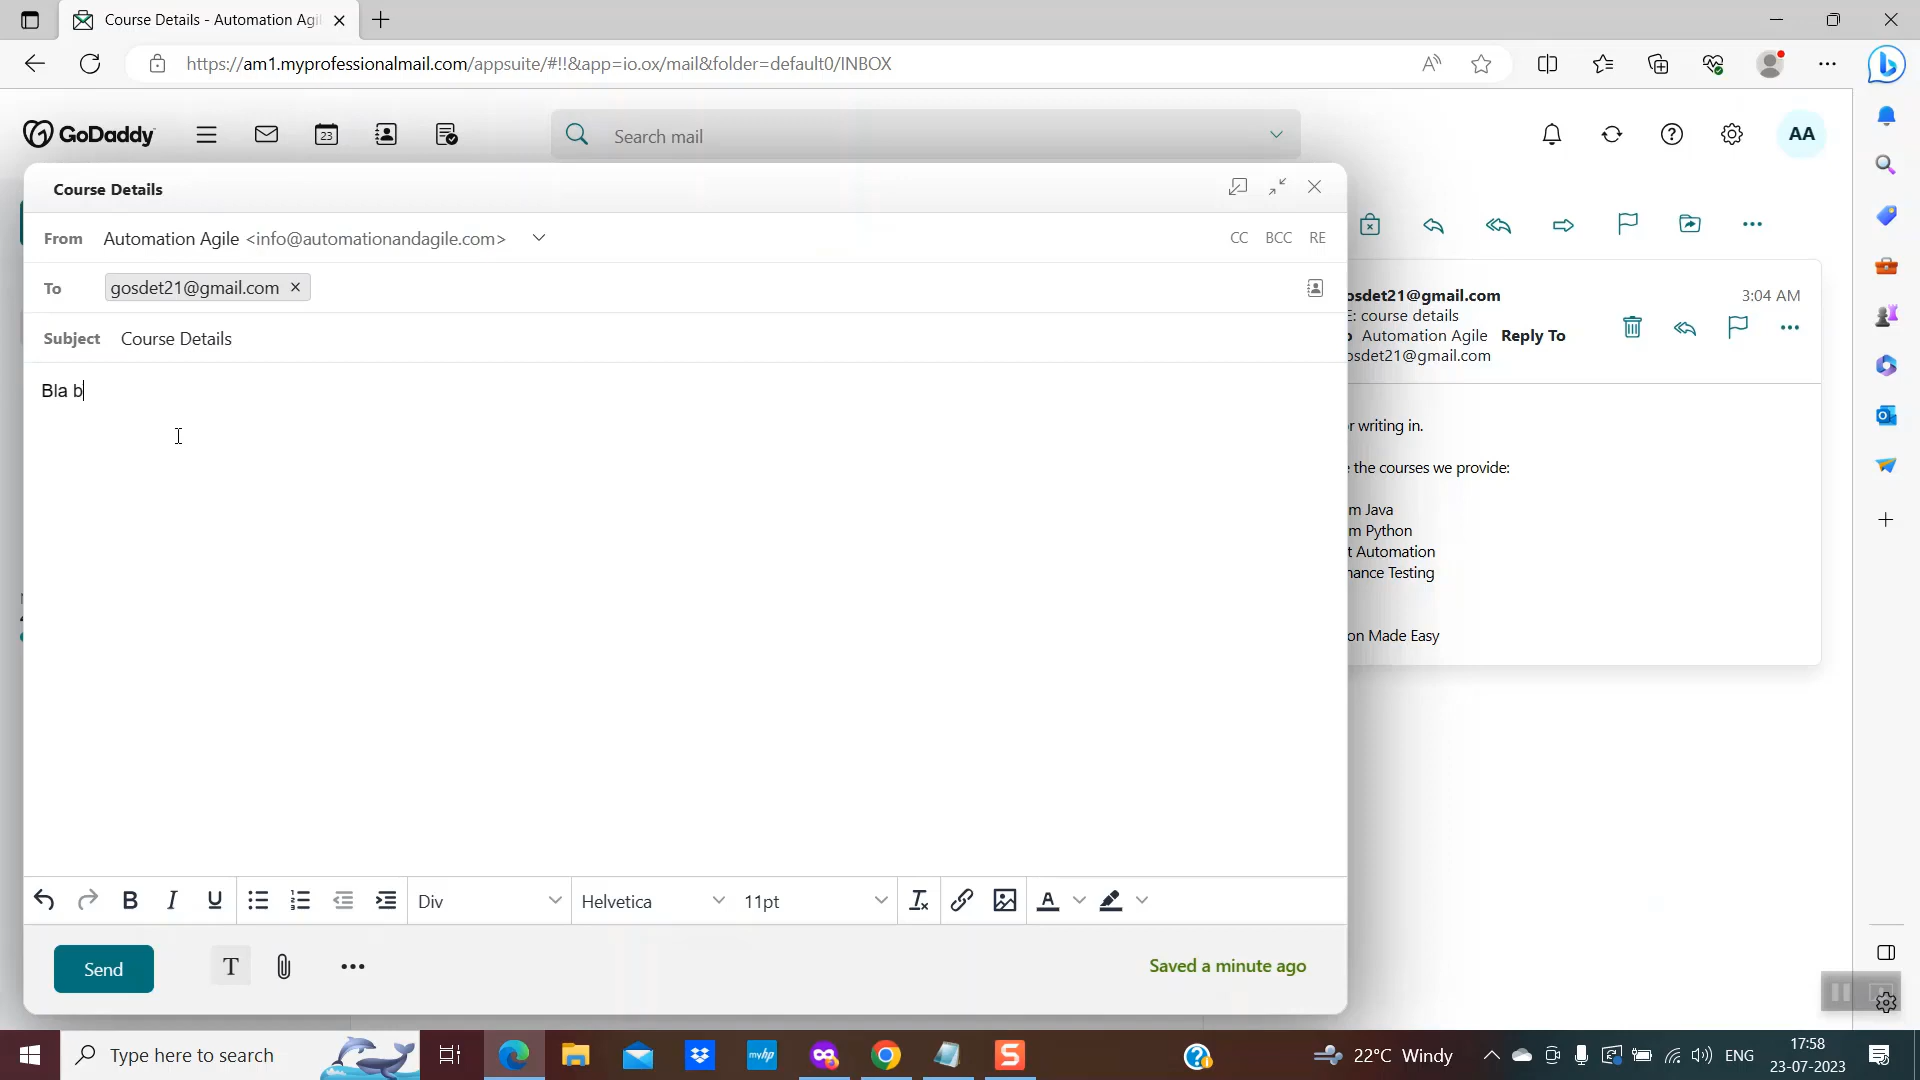 Course Details - Automation Agi
https://am1.myprofessionalmail.com/appsuite/#!!&app=io.ox/mail&folder=default0/INBOX
GoDaddy
23
Search mail
AA
Course Details
From Automation Agile <info@automationandagile.com>
CC BCC RE
To gosdet21@gmail.com ×
Subject Course Details
Bla b
osdet21@gmail.com 3:04 AM
E: course details
Automation Agile Reply To
osdet21@gmail.com
r writing in.
the courses we provide:
m Java
m Python
t Automation
nance Testing
on Made Easy
Div
Helvetica
11pt
Send
Saved a minute ago
Type here to search
22°C Windy
ENG
17:58
23-07-2023